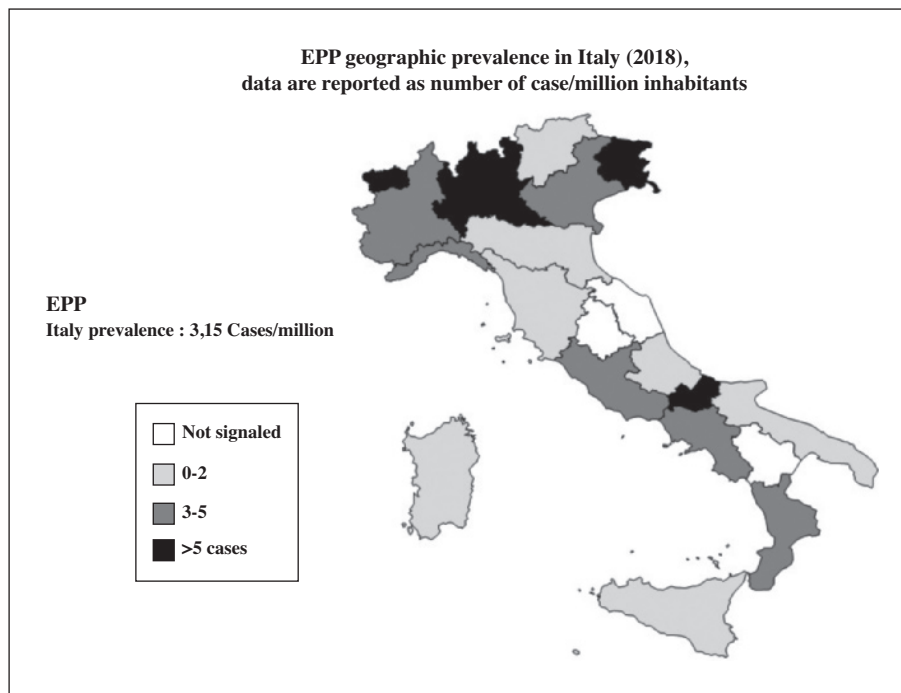 EPP geographic prevalence in Italy (2018),
data are reported as number of case/million inhabitants
EPP
Italy prevalence : 3,15 Cases/million
Not signaled
0-2
3-5
>5 cases